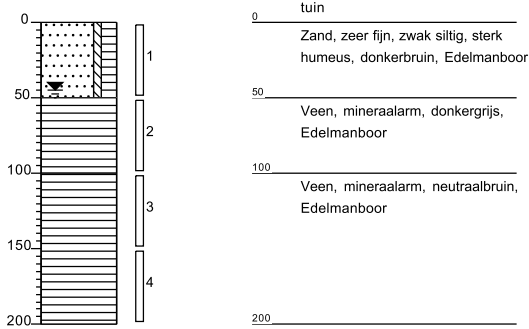 tuin
0
0
Zand, zeer fijn, zwak siltig, sterk
humeus, donkerbruin, Edelmanboor
1
50
50
Veen, mineraalarm, donkergrijs,
Edelmanboor
2
100
100
Veen, mineraalarm, neutraalbruin,
Edelmanboor
3
150
4
200
200